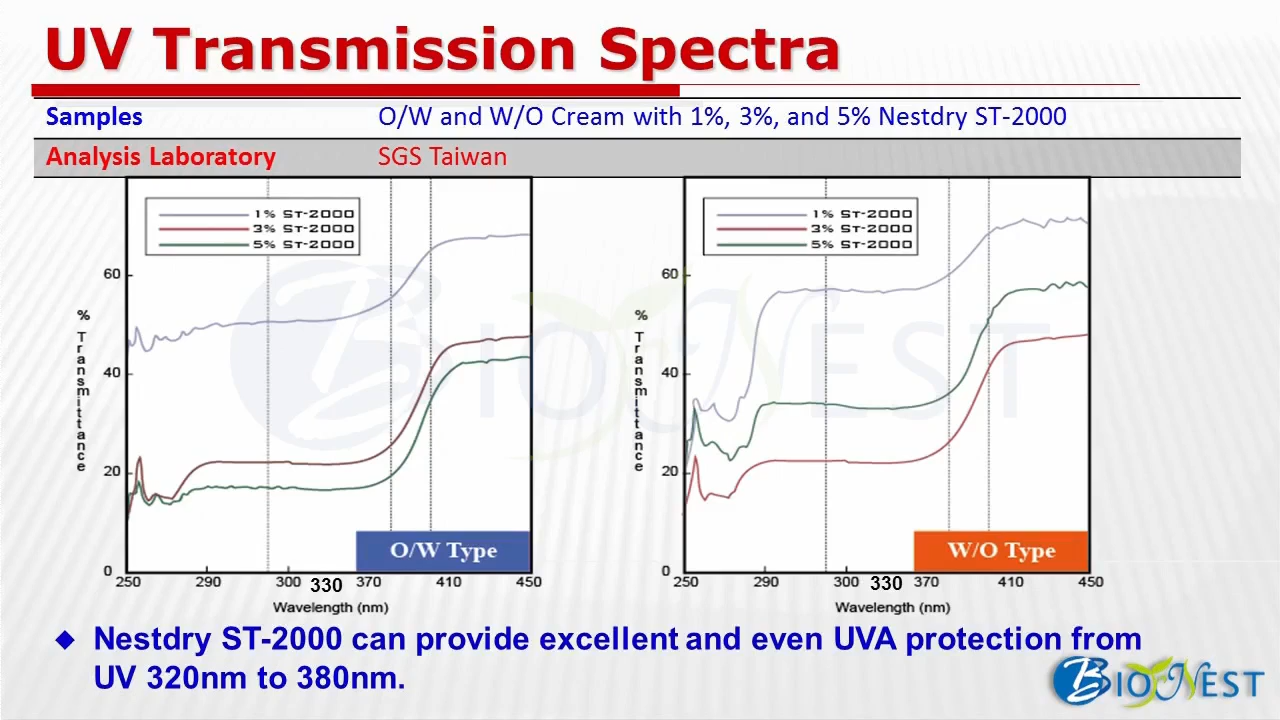 UV Transmission Spectra
Samples O/W and W/O Cream with 1%, 3%, and 5% Nestdry ST-2000
Analysis Laboratory SGS Taiwan
1% ST-2000
3% ST-2000
5% ST-2000
60
40
20
0
% Transmittance
250 290 300 330 370 410 450
Wavelength (nm)
O/W Type
1% ST-2000
3% ST-2000
5% ST-2000
60
40
20
0
% Transmittance
250 290 300 330 370 410 450
Wavelength (nm)
W/O Type
BIONEST
◆ Nestdry ST-2000 can provide excellent and even UVA protection from
UV 320nm to 380nm.
BIONEST